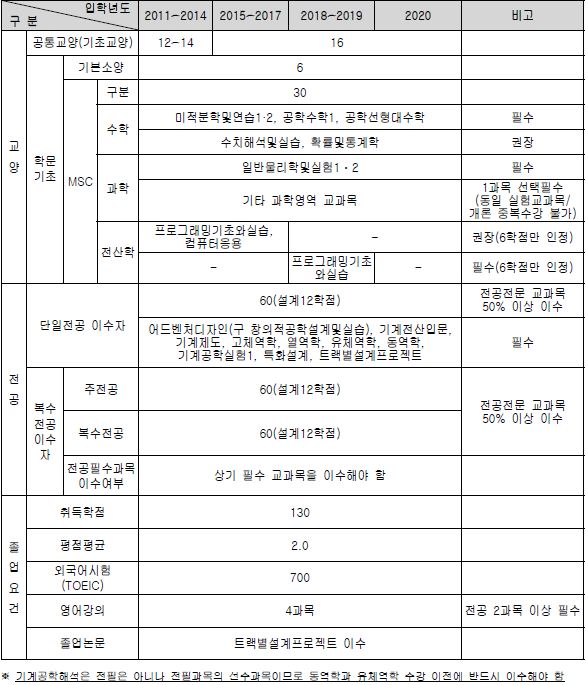 입학년도
구 분
2011~2014
2015~2017
2018~2019
2020
비고
교양
공통교양(기초교양)
12~14
16
학문
기초
기본소양
6
MSC
구분
30
수학
미적분학및연습1·2, 공학수학1, 공학선형대수학
필수
수치해석및실습, 확률및통계학
권장
과학
일반물리학및실험1·2
필수
기타 과학영역 교과목
1과목 선택필수
(동일 실험교과목/
개론 중복수강 불가)
전산학
프로그래밍기초와실습,
컴퓨터응용
-
권장(6학점만 인정)
-
프로그래밍기초
와실습
-
필수(6학점만 인정)
전공
단일전공 이수자
60(설계12학점)
전공전문 교과목
50% 이상 이수
어드벤처디자인(구 창의적공학설계및실습), 기계전산입문,
기계제도, 고체역학, 열역학, 유체역학, 동역학,
기계공학실험1, 특화설계, 트랙별설계프로젝트
필수
복수
전공
이수
자
주전공
60(설계12학점)
전공전문 교과목
50% 이상 이수
복수전공
60(설계12학점)
전공필수과목
이수여부
상기 필수 교과목을 이수해야 함
졸업요건
취득학점
130
평점평균
2.0
외국어시험
(TOEIC)
700
영어강의
4과목
전공 2과목 이상 필수
졸업논문
트랙별설계프로젝트 이수
※ 기계공학해석은 전필은 아니나 전필과목의 선수과목이므로 동역학과 유체역학 수강 이전에 반드시 이수해야 함